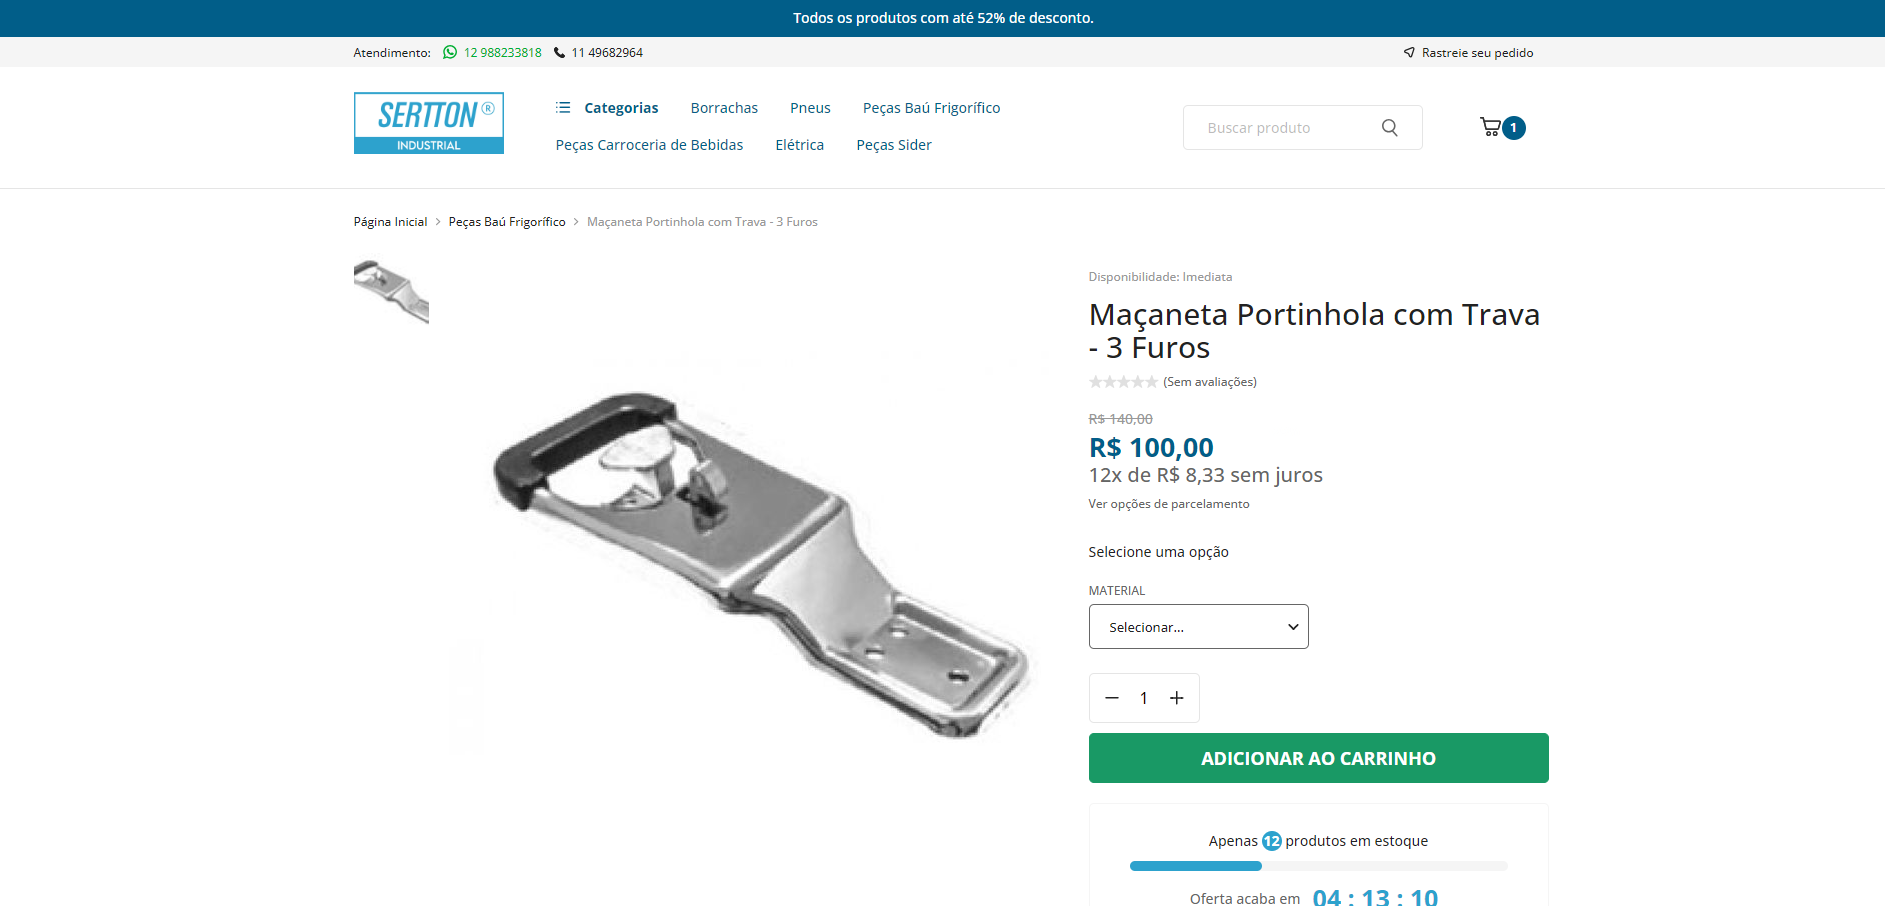 Todos os produtos com até 52% de desconto.
Atendimento: 12 988233818 11 49682964
Rastreie seu pedido
SERTTON ®
INDUSTRIAL
Categorias Borrachas Pneus Peças Baú Frigorífico
Peças Carroceria de Bebidas Elétrica Peças Sider
Buscar produto
1
Página Inicial > Peças Baú Frigorífico > Maçaneta Portinhola com Trava - 3 Furos
Disponibilidade: Imediata
Maçaneta Portinhola com Trava
- 3 Furos
(Sem avaliações)
R$ 140,00
R$ 100,00
12x de R$ 8,33 sem juros
Ver opções de parcelamento
Selecione uma opção
MATERIAL
Selecionar...
1
ADICIONAR AO CARRINHO
Apenas 12 produtos em estoque
Oferta acaba em 04 : 13 : 10